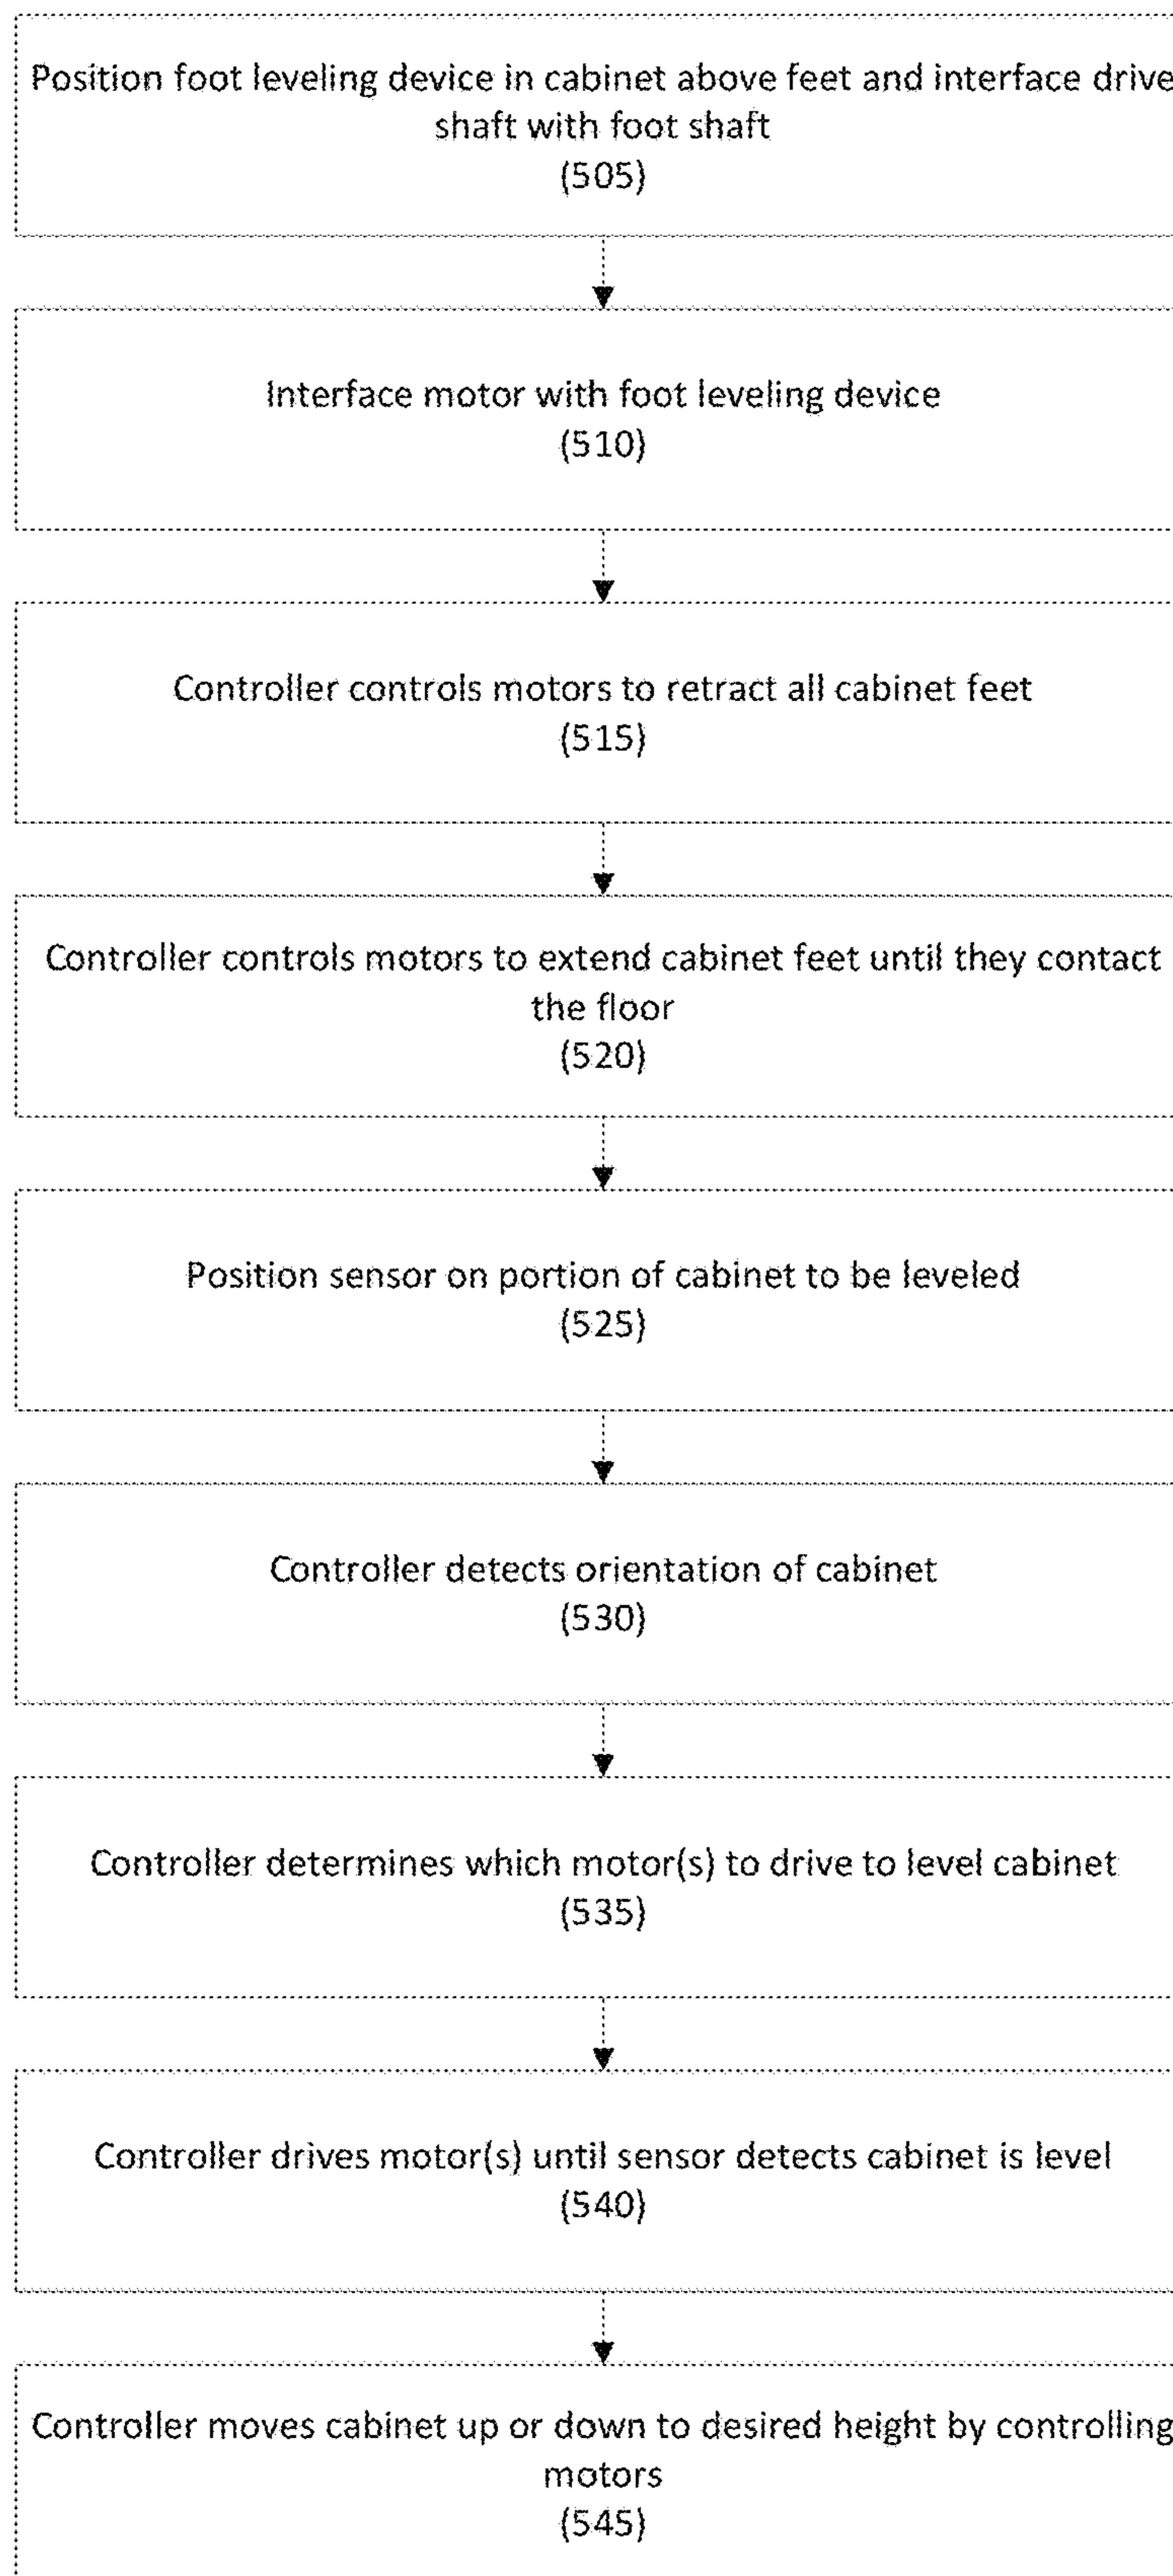 Position foot leveling device in cabinet above feet and interface drive
shaft with foot shaft
(505)
Interface motor with foot leveling device
(510)
Controller controls motors to retract all cabinet feet
(515)
Controller controls motors to extend cabinet feet until they contact
the floor
(520)
Position sensor on portion of cabinet to be leveled
(525)
Controller detects orientation of cabinet
(530)
Controller determines which motor(s) to drive to level cabinet
(535)
Controller drives motor(s) until sensor detects cabinet is level
(540)
Controller moves cabinet up or down to desired height by controlling
motors
(545)